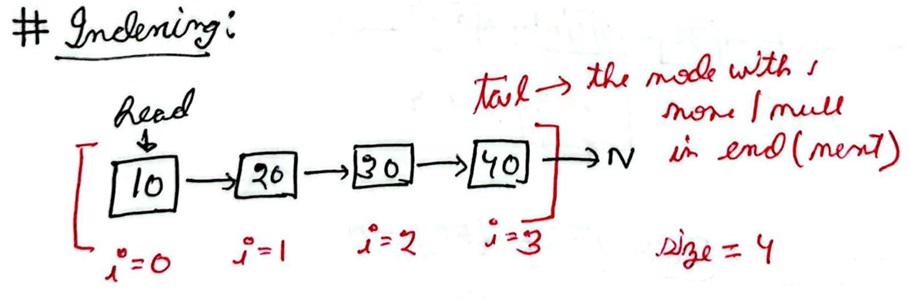 # Indexing:
Head
tail → the node with
none / null
in end (next)
10 → 20 → 30 → 40 → N
i=0 i=1 i=2 i=3
size = 4